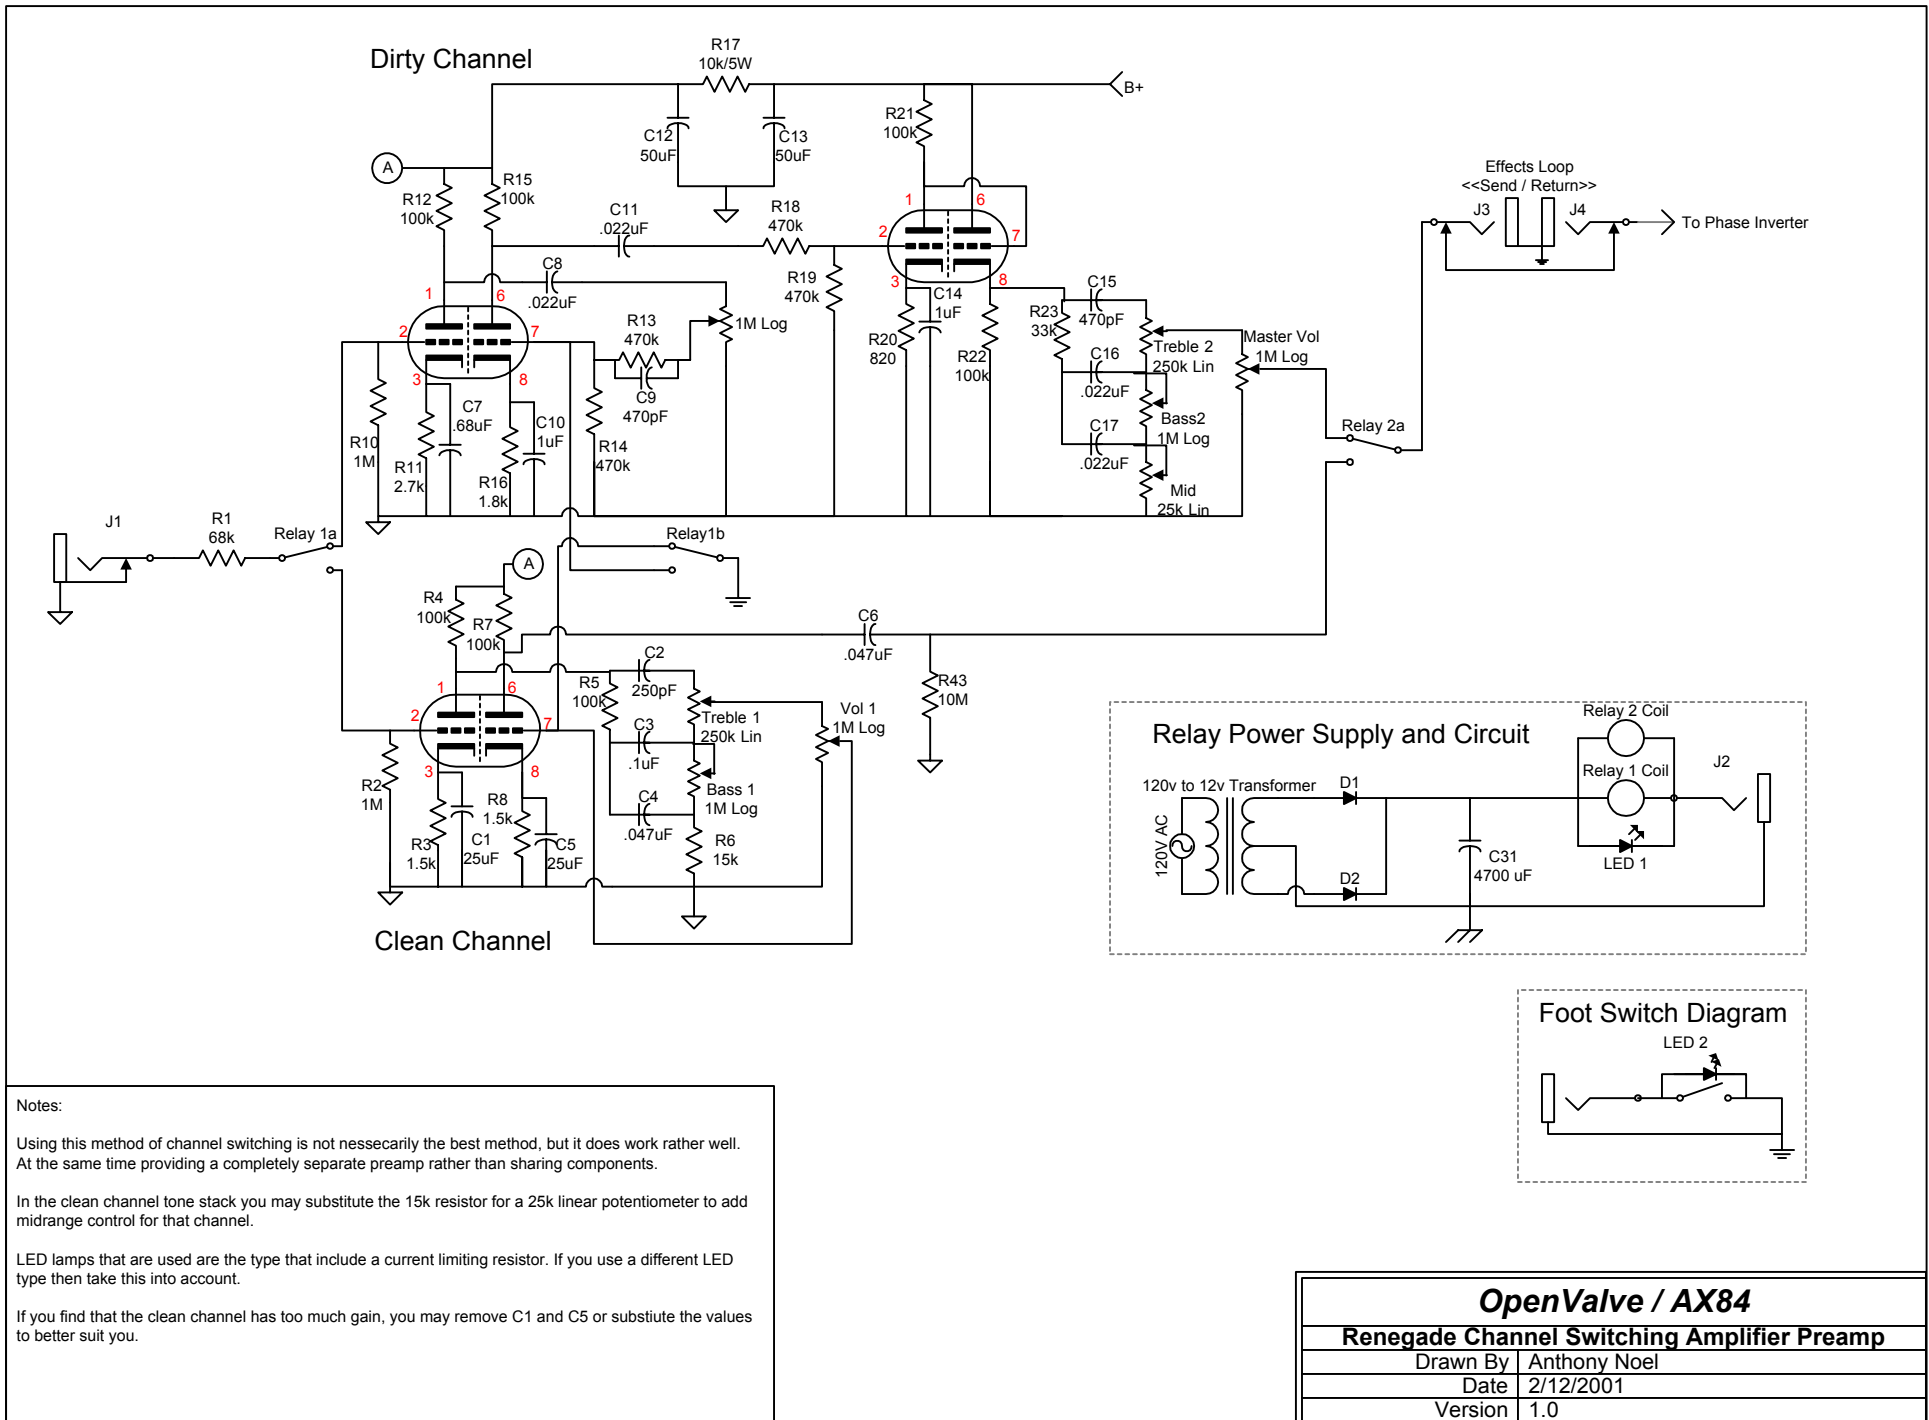 Dirty Channel
R17
10k/5W
B+
C12
50uF
C13
50uF
R21
100k
A
R12
100k
R15
100k
C11
.022uF
R18
470k
1
6
2
7
3
8
C8
.022uF
R19
470k
C14
1uF
R20
820
R22
100k
1
6
2
7
3
8
R13
470k
C9
470pF
1M Log
R14
470k
R10
1M
R11
2.7k
C7
.68uF
R16
1.8k
C10
1uF
R23
33k
C15
470pF
C16
.022uF
C17
.022uF
Treble 2
250k Lin
Bass2
1M Log
Mid
25k Lin
Master Vol
1M Log
Relay 2a
Effects Loop
<<Send / Return>>
J3
J4
To Phase Inverter
J1
R1
68k
Relay 1a
Relay1b
A
R4
100k
R7
100k
C6
.047uF
R43
10M
1
6
2
7
3
8
R2
1M
R3
1.5k
C1
25uF
R8
1.5k
C5
25uF
R5
100k
C2
250pF
C3
.1uF
C4
.047uF
Treble 1
250k Lin
Bass 1
1M Log
R6
15k
Vol 1
1M Log
Clean Channel
Relay Power Supply and Circuit
120v to 12v Transformer
120V AC
D1
D2
C31
4700 uF
Relay 2 Coil
Relay 1 Coil
LED 1
J2
Foot Switch Diagram
LED 2
Notes:
Using this method of channel switching is not nessecarily the best method, but it does work rather well.
At the same time providing a completely separate preamp rather than sharing components.
In the clean channel tone stack you may substitute the 15k resistor for a 25k linear potentiometer to add
midrange control for that channel.
LED lamps that are used are the type that include a current limiting resistor. If you use a different LED
type then take this into account.
If you find that the clean channel has too much gain, you may remove C1 and C5 or substiute the values
to better suit you.
OpenValve / AX84
Renegade Channel Switching Amplifier Preamp
Drawn By Anthony Noel
Date 2/12/2001
Version 1.0